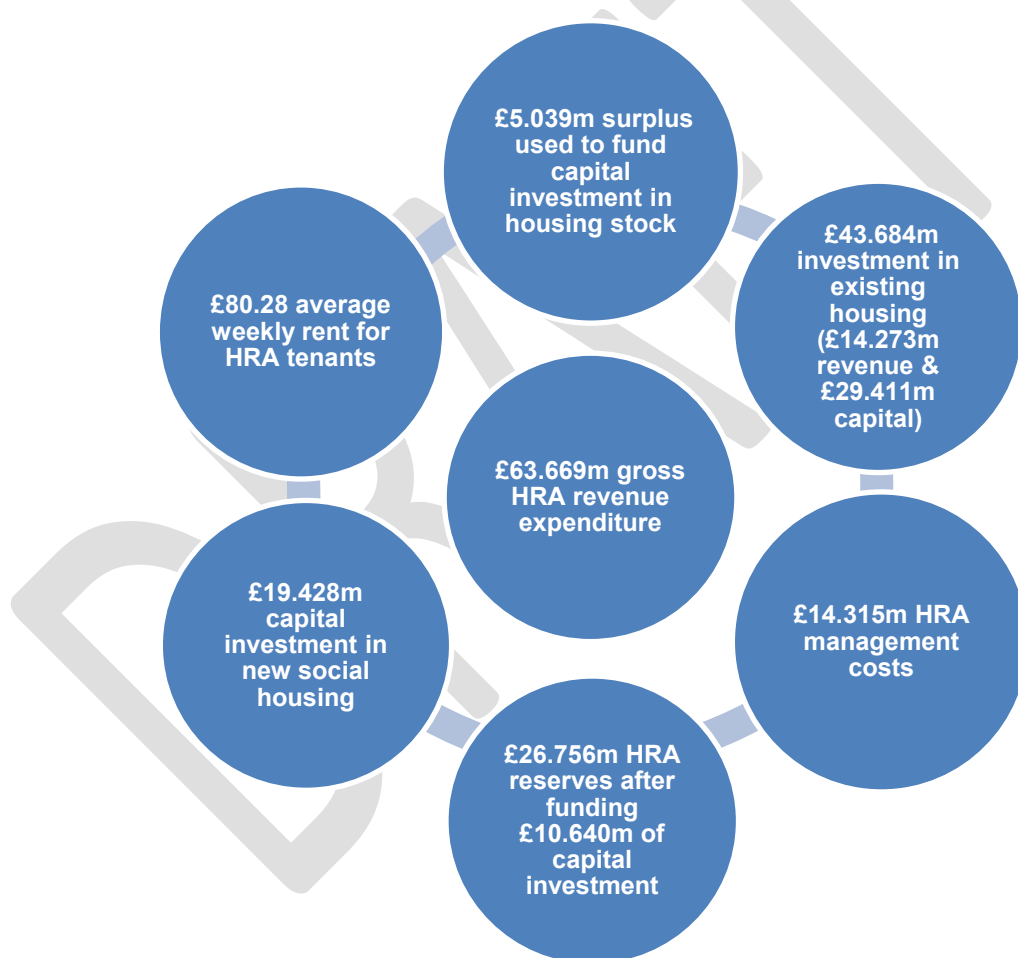 £5.039m surplus
used to fund
capital
investment in
housing stock
£43.684m
investment in
existing
housing
(£14.273m
revenue &
£29.411m
capital)
£14.315m HRA
management
costs
£26.756m HRA
reserves after
funding
£10.640m of
capital
investment
£19.428m
capital
investment in
new social
housing
£80.28 average
weekly rent for
HRA tenants
£63.669m gross
HRA revenue
expenditure